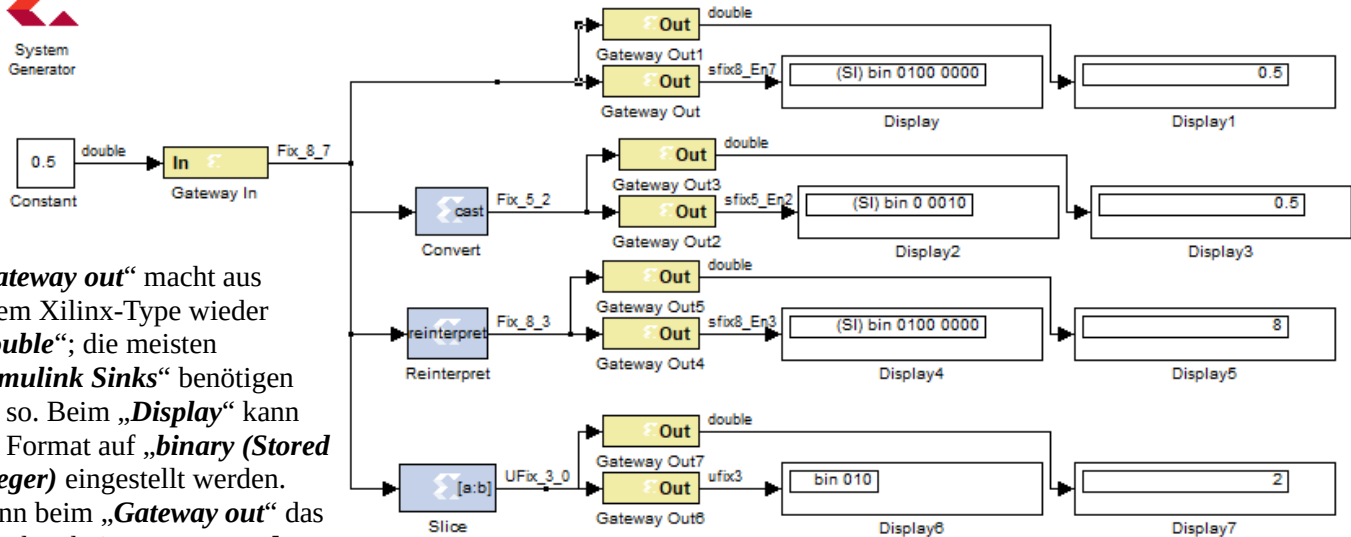 System
Generator
0.5
double
Constant
In
Gateway In
Fix_8_7
Out
double
Gateway Out1
Out
sfix8_En7
Gateway Out
(SI) bin 0100 0000
Display
0.5
Display1
cast
Convert
Fix_5_2
Out
double
Gateway Out3
Out
sfix5_En2
Gateway Out2
(SI) bin 0 0010
Display2
0.5
Display3
reinterpret
Reinterpret
Fix_8_3
Out
double
Gateway Out5
Out
sfix8_En3
Gateway Out4
(SI) bin 0100 0000
Display4
8
Display5
[a:b]
Slice
UFix_3_0
Out
double
Gateway Out7
Out
ufix3
Gateway Out6
bin 010
Display6
2
Display7
ateway out“ macht aus
em Xilinx-Type wieder
ouble“; die meisten
mulink Sinks“ benötigen
so. Beim „Display“ kann
Format auf „binary (Stored
eger) eingestellt werden.
nn beim „Gateway out“ das